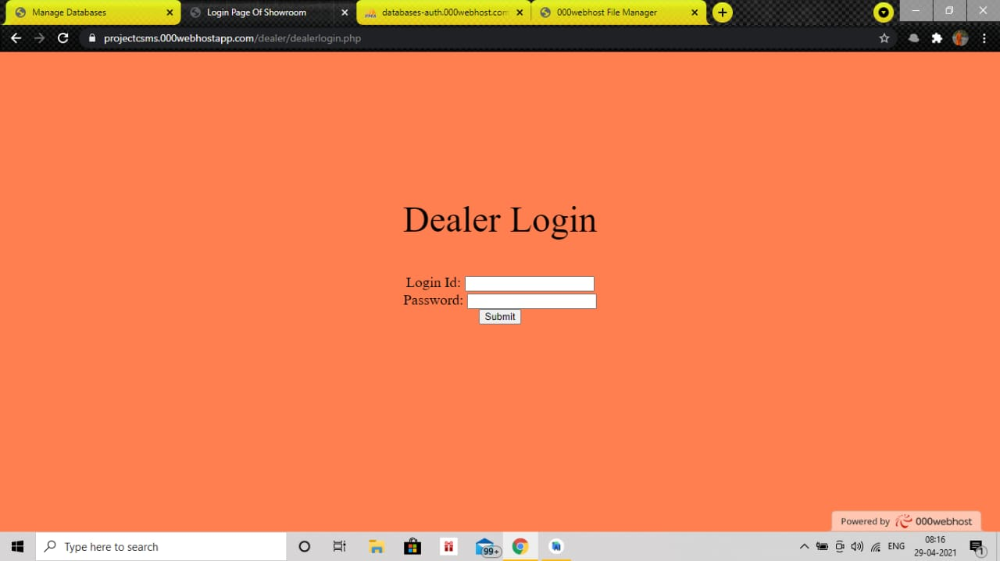 Manage Databases
Login Page Of Showroom
databases-auth.000webhost.com
000webhost File Manager
projectcsms.000webhostapp.com/dealer/dealerlogin.php
Dealer Login
Login Id:
Password:
Submit
Powered by 000webhost
Type here to search
99+
ENG
08:16
29-04-2021
1